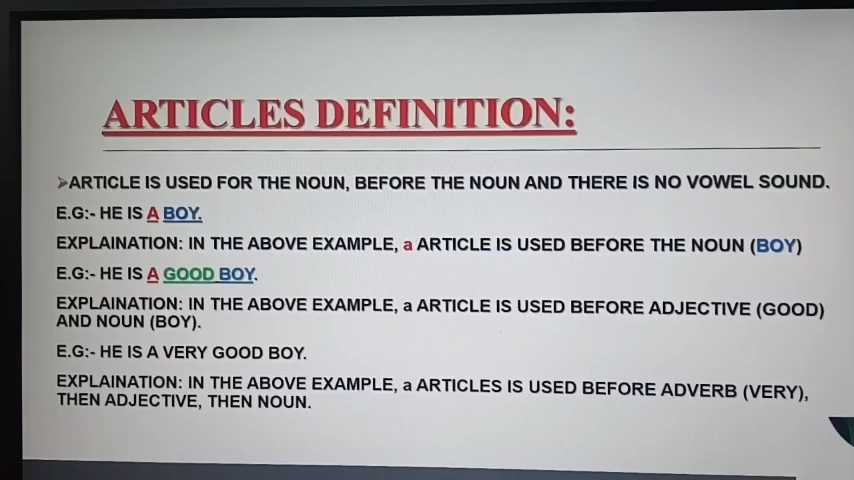 ARTICLES DEFINITION:
➢ARTICLE IS USED FOR THE NOUN, BEFORE THE NOUN AND THERE IS NO VOWEL SOUND.
E.G:- HE IS A BOY.
EXPLAINATION: IN THE ABOVE EXAMPLE, a ARTICLE IS USED BEFORE THE NOUN (BOY)
E.G:- HE IS A GOOD BOY.
EXPLAINATION: IN THE ABOVE EXAMPLE, a ARTICLE IS USED BEFORE ADJECTIVE (GOOD)
AND NOUN (BOY).
E.G:- HE IS A VERY GOOD BOY.
EXPLAINATION: IN THE ABOVE EXAMPLE, a ARTICLES IS USED BEFORE ADVERB (VERY),
THEN ADJECTIVE, THEN NOUN.